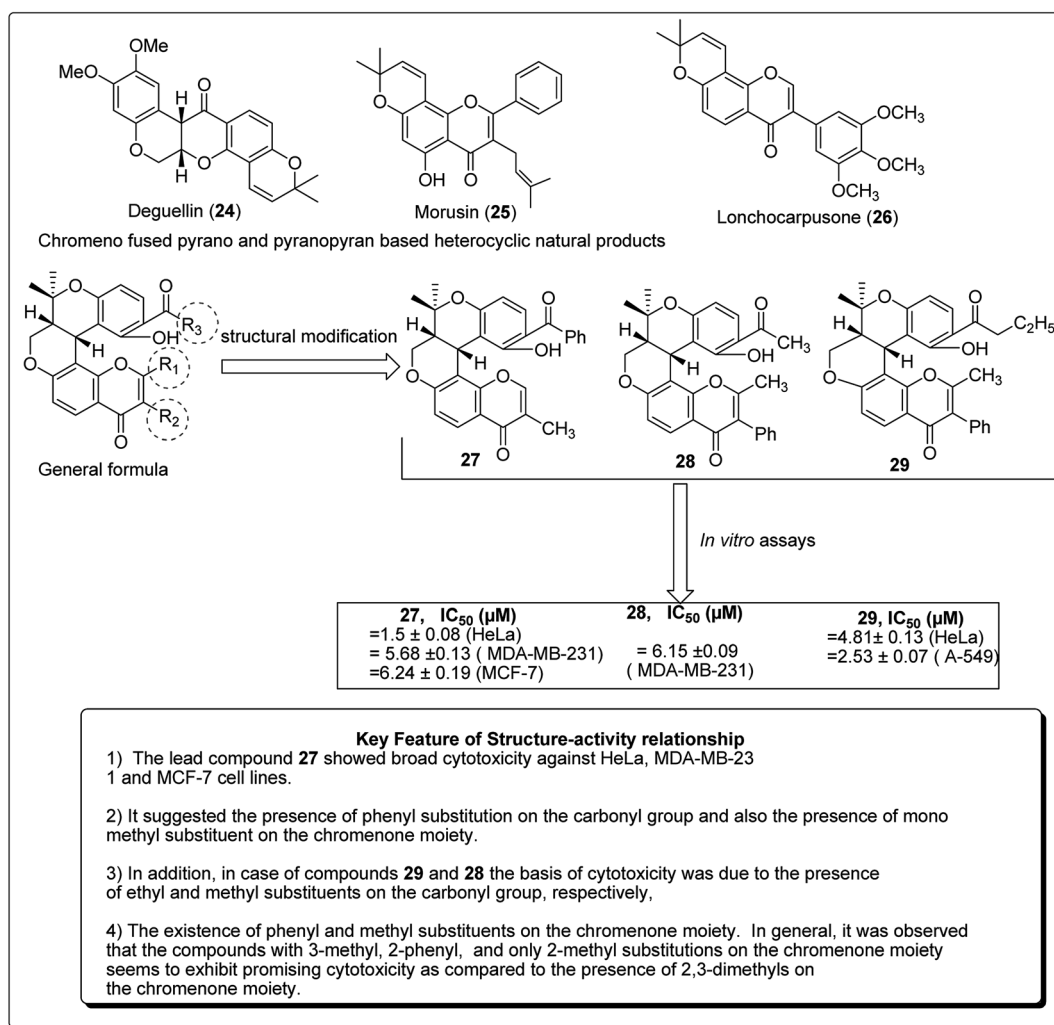 OMe
MeO
O
H
O
H
O
O
Deguellin (24)
O
O
OH
O
Morusin (25)
O
O
O
OCH3
OCH3
OCH3
Lonchocarpusone (26)
Chromeno fused pyrano and pyranopyran based heterocyclic natural products
O
O
H
R3
OH
H
O
O
R1
R2
O
General formula
structural modification
O
O
H
Ph
OH
H
O
O
CH3
O
27
O
O
H
CH3
OH
H
O
O
CH3
Ph
O
28
O
O
C2H5
H
OH
H
O
O
CH3
Ph
O
29
In vitro assays
27, IC50 (µM)
=1.5 ± 0.08 (HeLa)
= 5.68 ±0.13 ( MDA-MB-231)
=6.24 ± 0.19 (MCF-7)
28, IC50 (µM)
= 6.15 ±0.09
( MDA-MB-231)
29, IC50 (µM)
=4.81± 0.13 (HeLa)
=2.53 ± 0.07 ( A-549)
Key Feature of Structure-activity relationship
1) The lead compound 27 showed broad cytotoxicity against HeLa, MDA-MB-23
1 and MCF-7 cell lines.
2) It suggested the presence of phenyl substitution on the carbonyl group and also the presence of mono
methyl substituent on the chromenone moiety.
3) In addition, in case of compounds 29 and 28 the basis of cytotoxicity was due to the presence
of ethyl and methyl substituents on the carbonyl group, respectively,
4) The existence of phenyl and methyl substituents on the chromenone moiety. In general, it was observed
that the compounds with 3-methyl, 2-phenyl, and only 2-methyl substitutions on the chromenone moiety
seems to exhibit promising cytotoxicity as compared to the presence of 2,3-dimethyls on
the chromenone moiety.